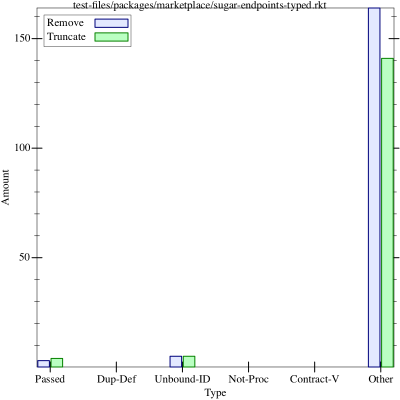 test-files/packages/marketplace/sugar-endpoints-typed.rkt
Remove
Truncate
150
100
50
Amount
Passed Dup-Def Unbound-ID Not-Proc Contract-V Other
Type